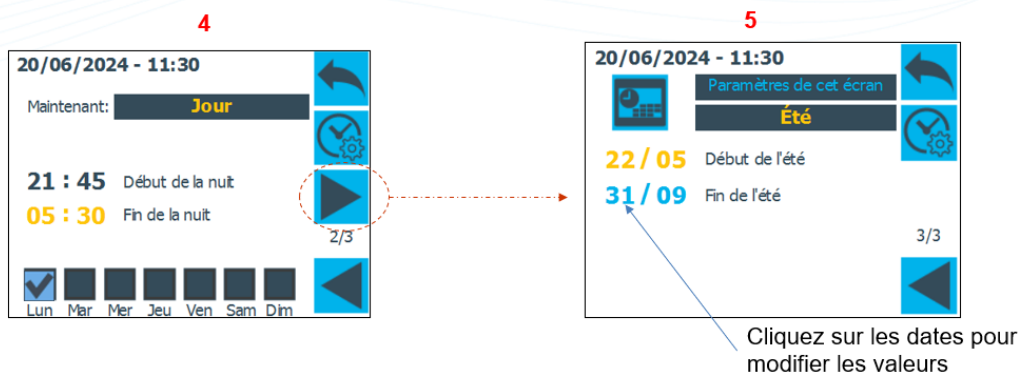 4
20/06/2024 - 11:30
Maintenant: Jour
21 : 45 Début de la nuit
05 : 30 Fin de la nuit
2/3
Lun Mar Mer Jeu Ven Sam Dim
5
20/06/2024 - 11:30
Paramètres de cet écran
Été
22 / 05 Début de l'été
31 / 09 Fin de l'été
3/3
Cliquez sur les dates pour
modifier les valeurs